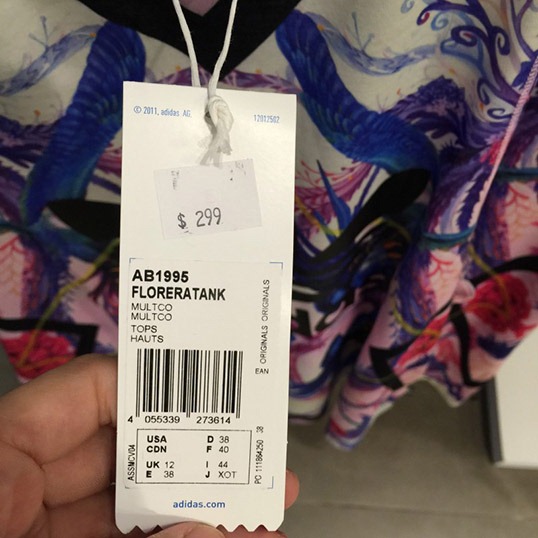 © 2011, adidas AG.
12012502
$ 299
AB1995
FLORERATANK
MULTCO
MULTCO
TOPS
HAUTS
EAN ORIGINALS ORIGINALS
4 055339 273614
ASSMCV04
USA D 38
CDN F 40
UK 12 I 44
E 38 J XOT
PC 111864250 38
adidas.com